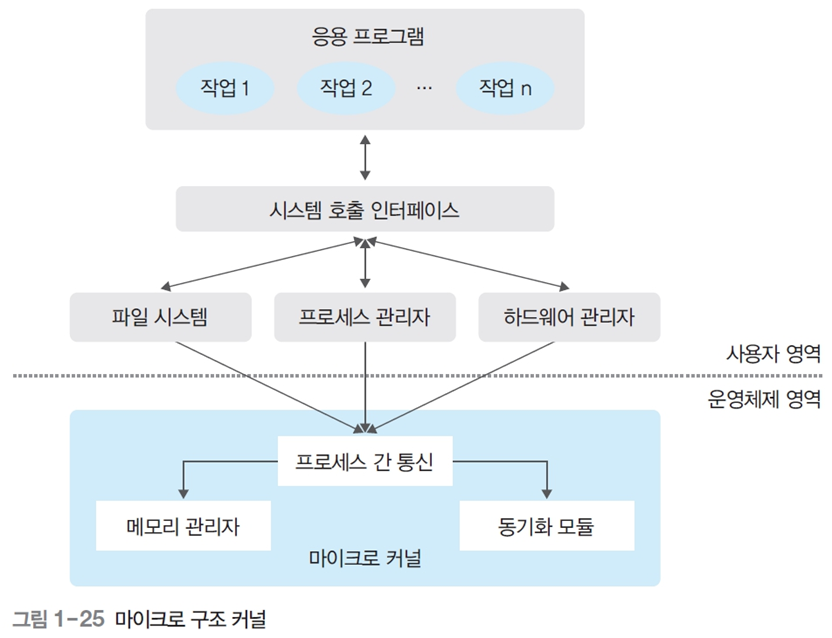 응용 프로그램
작업 1 작업 2 ··· 작업 n
시스템 호출 인터페이스
파일 시스템 프로세스 관리자 하드웨어 관리자
사용자 영역
운영체제 영역
프로세스 간 통신
메모리 관리자 동기화 모듈
마이크로 커널
그림 1-25 마이크로 구조 커널